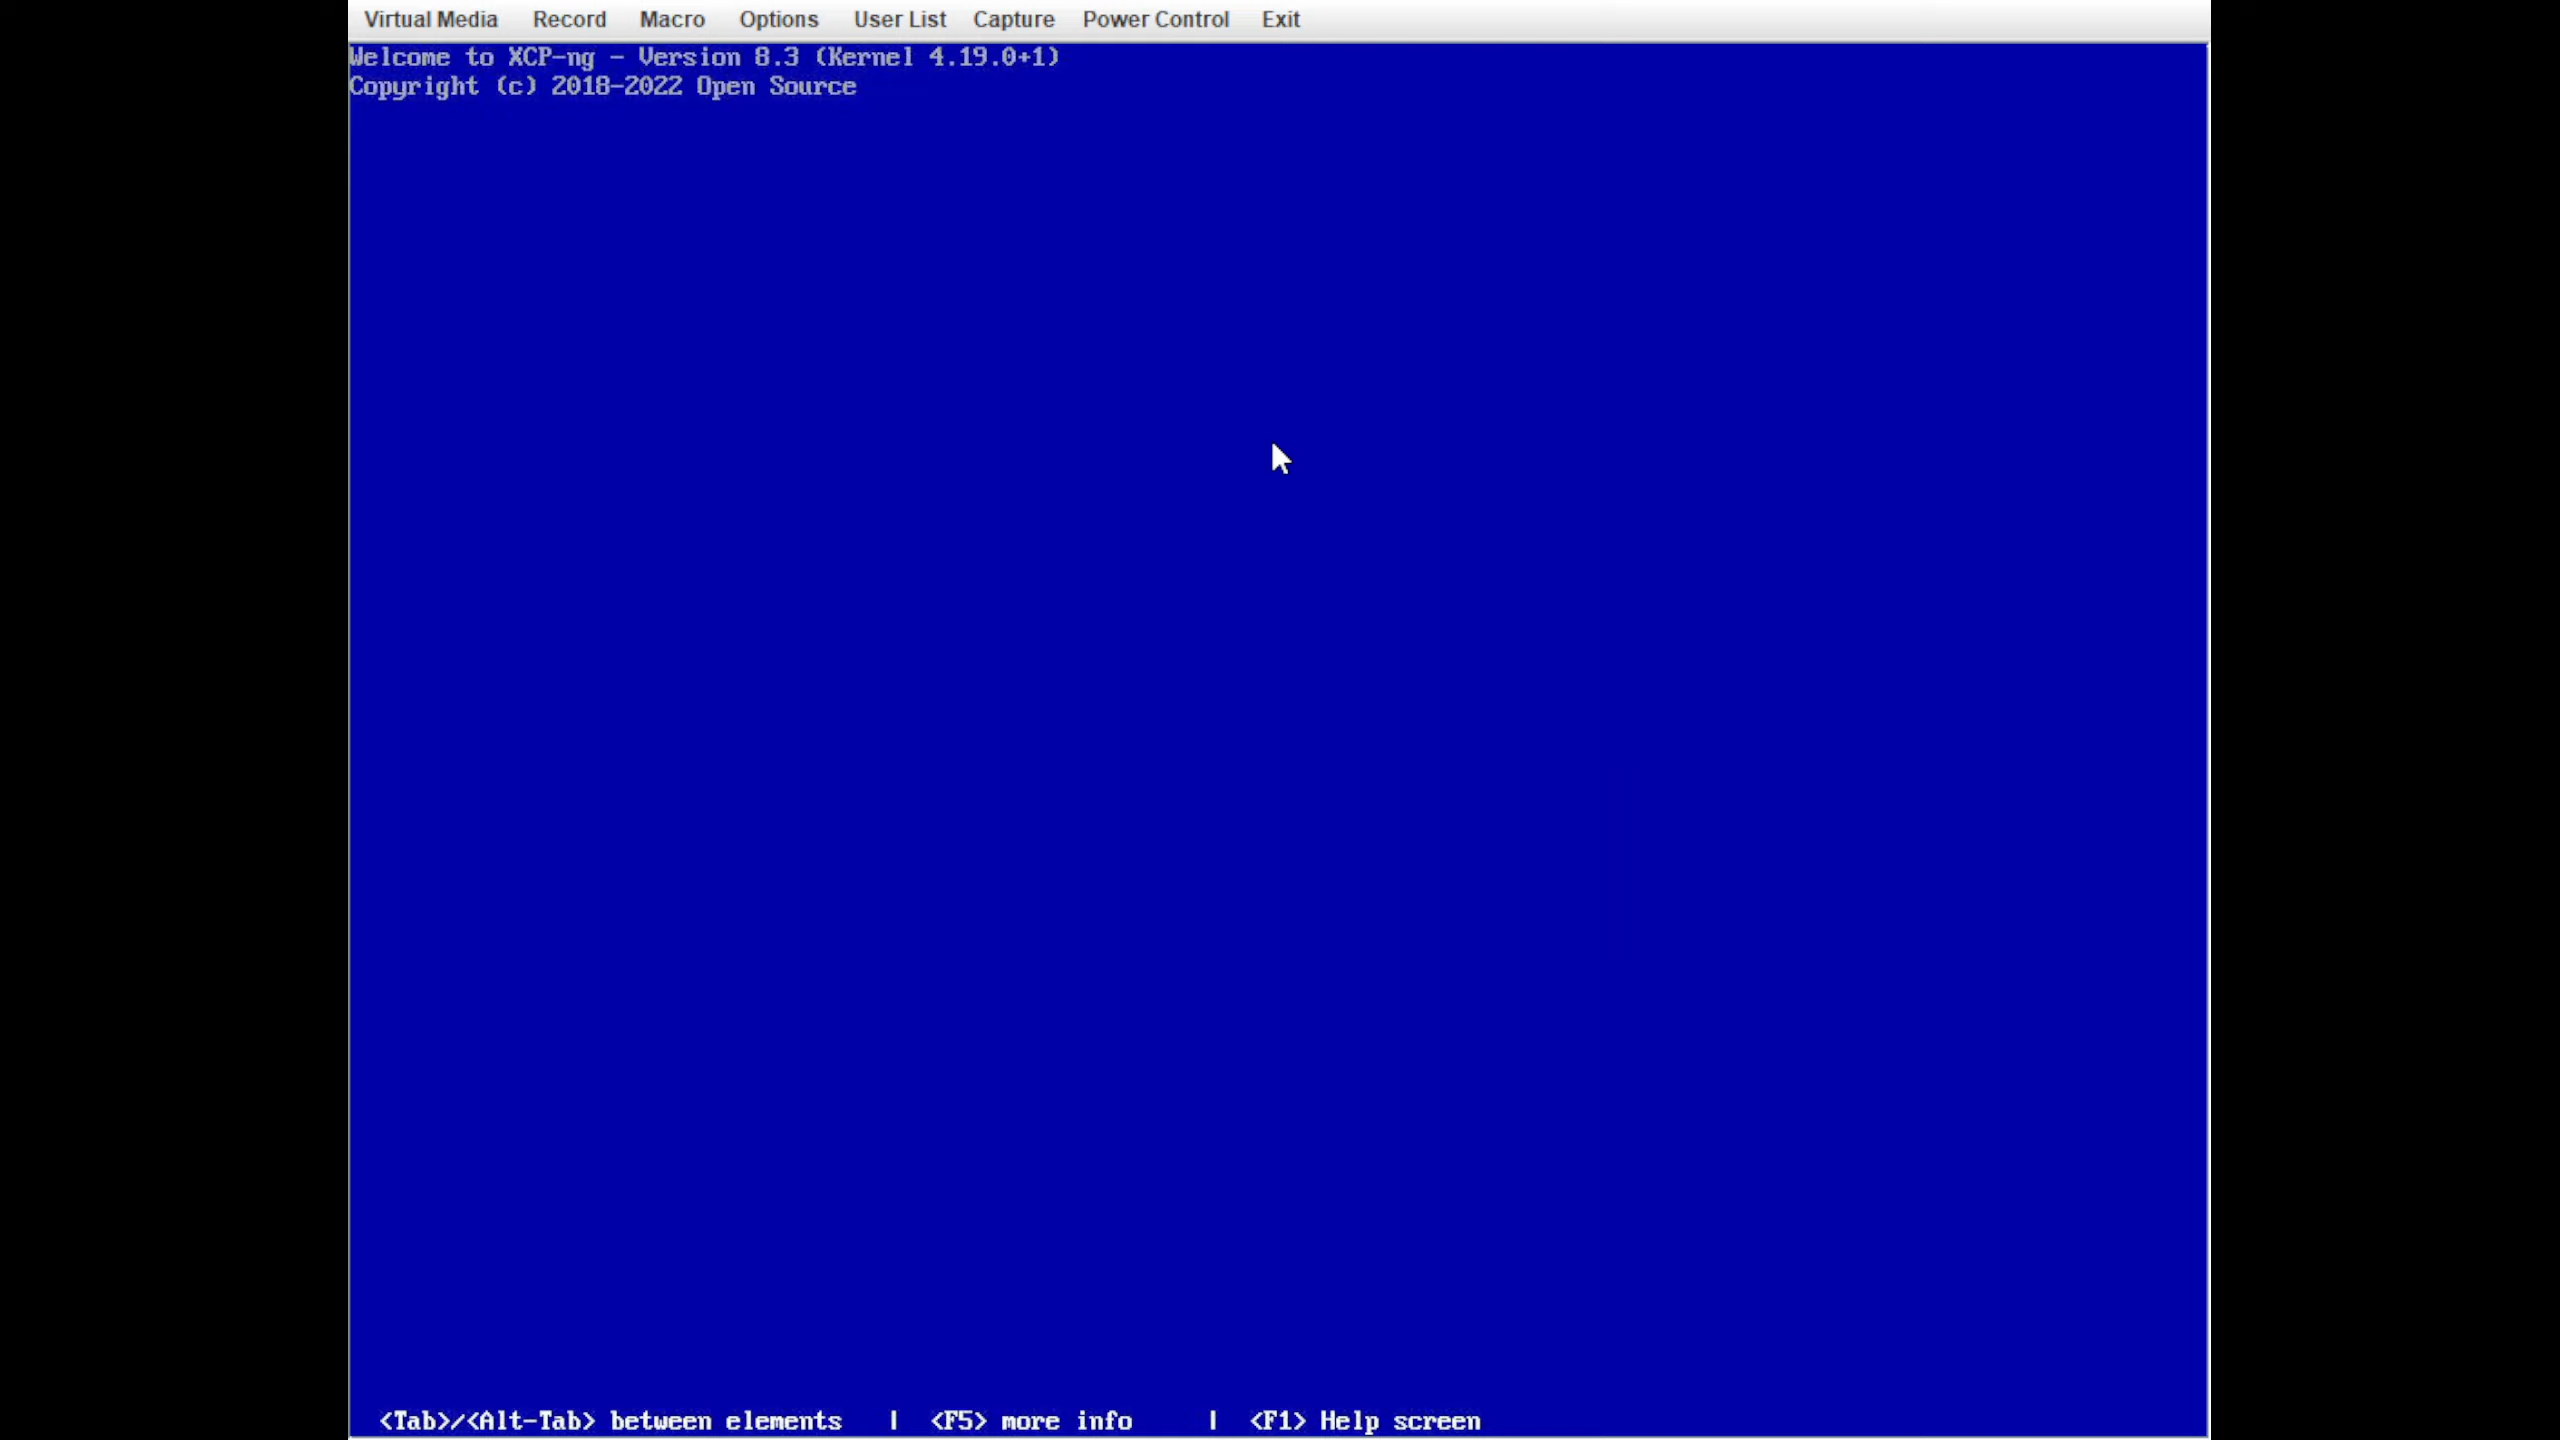 Virtual Media Record Macro Options User List Capture Power Control Exit
Welcome to XCP-ng - Version 8.3 (Kernel 4.19.0+1)
Copyright (c) 2018-2022 Open Source
<Tab>/<Alt-Tab> between elements | <F5> more info | <F1> Help screen